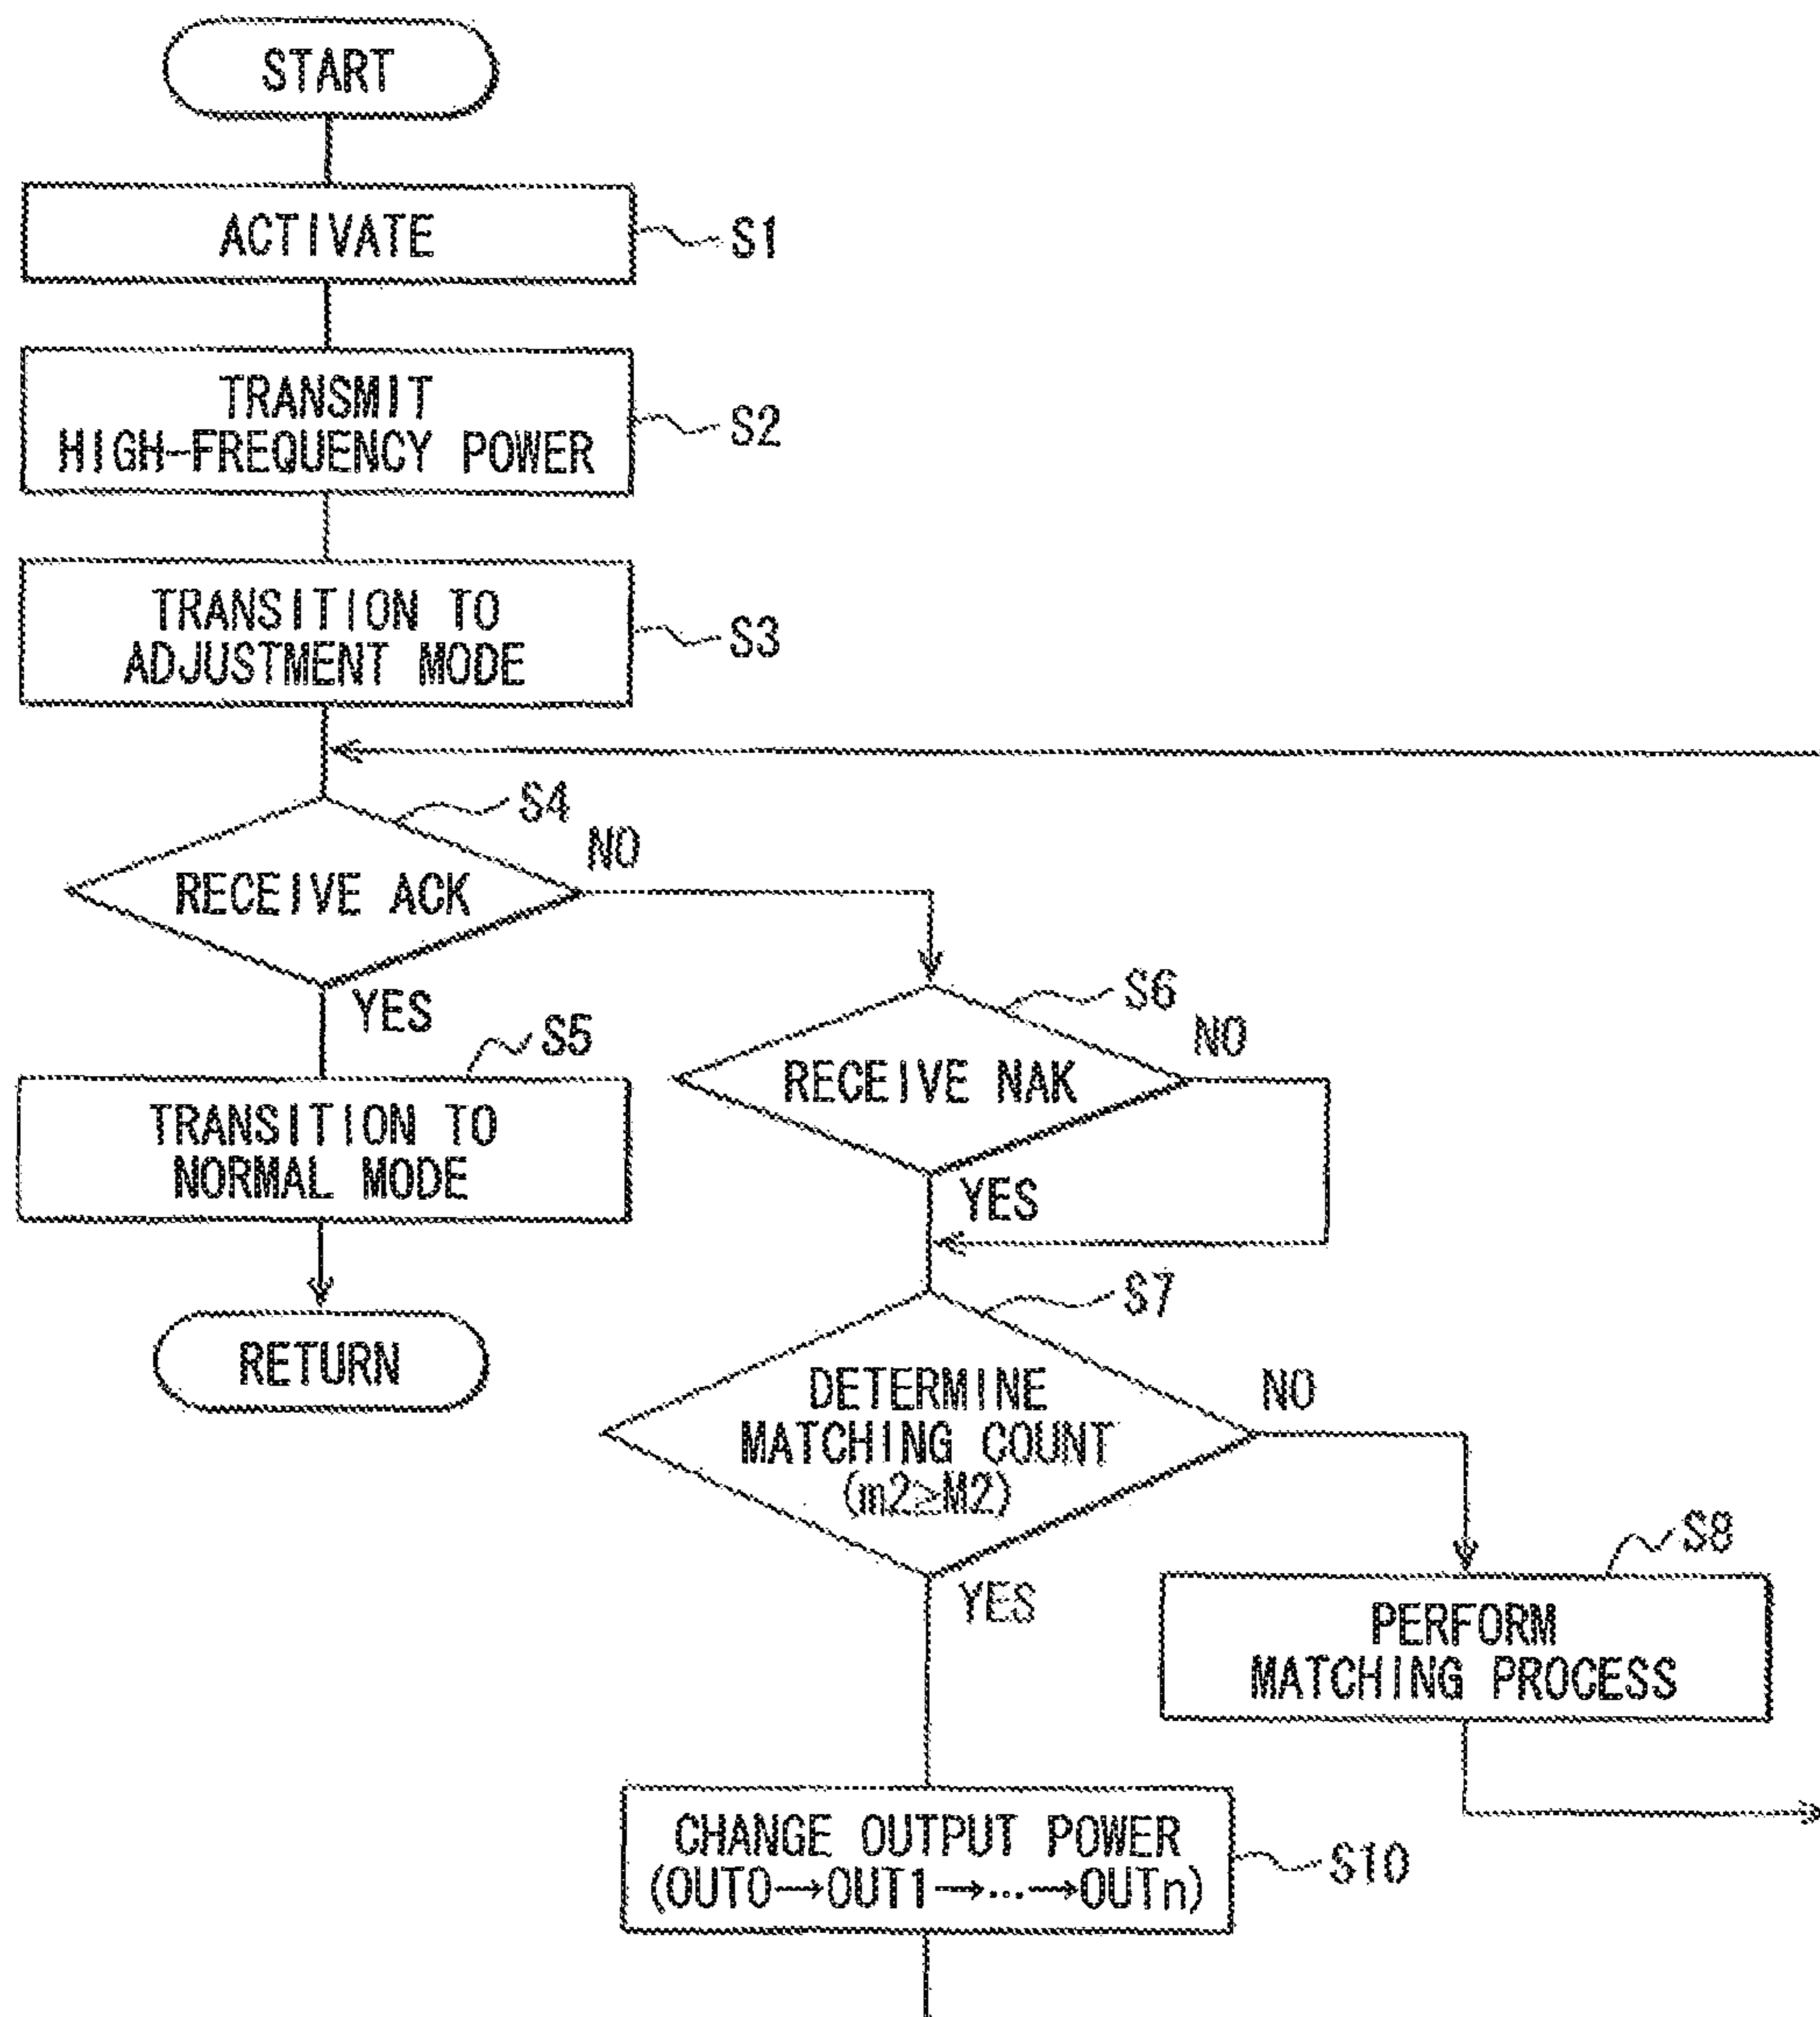 START
ACTIVATE
S1
TRANSMIT
HIGH-FREQUENCY POWER
S2
TRANSITION TO
ADJUSTMENT MODE
S3
S4
RECEIVE ACK
NO
YES
S5
TRANSITION TO
NORMAL MODE
RETURN
S6
RECEIVE NAK
NO
YES
S7
DETERMINE
MATCHING COUNT
(m2≥M2)
NO
YES
S8
PERFORM
MATCHING PROCESS
CHANGE OUTPUT POWER
(OUT0→OUT1→...→OUTn)
S10